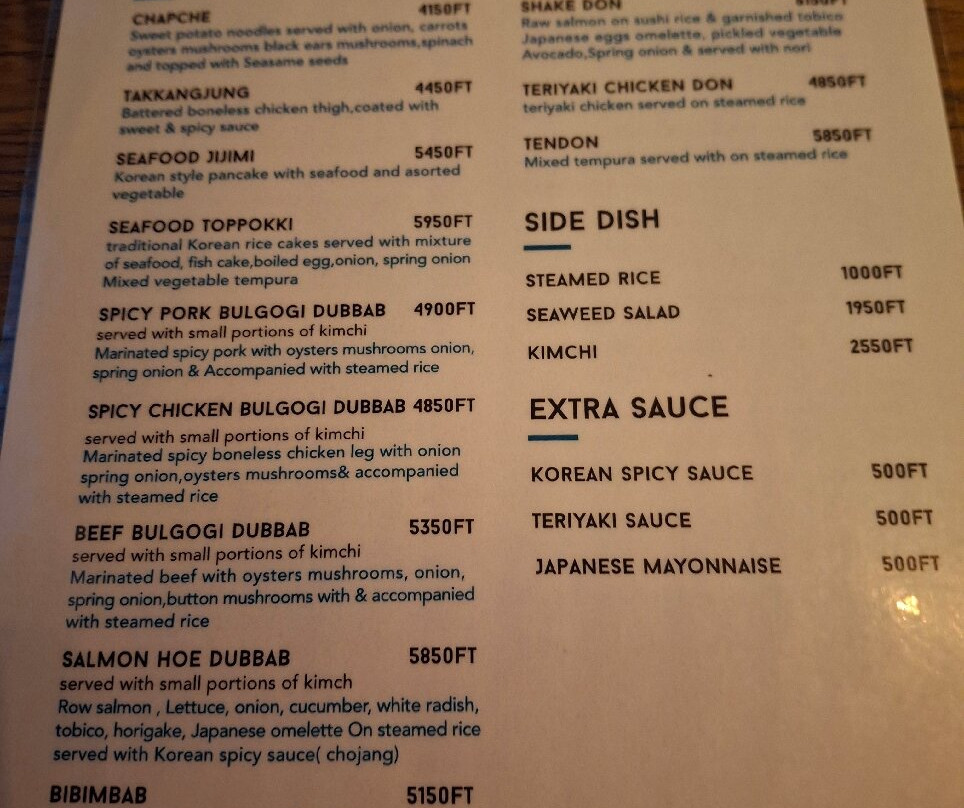 CHAPCHE 4150FT
Sweet potato noodles served with onion, carrots
oysters mushrooms black ears mushrooms,spinach
and topped with Seasame seeds
TAKKANGJUNG 4450FT
Battered boneless chicken thigh,coated with
sweet & spicy sauce
SEAFOOD JIJIMI 5450FT
Korean style pancake with seafood and asorted
vegetable
SEAFOOD TOPPOKKI 5950FT
traditional Korean rice cakes served with mixture
of seafood, fish cake,boiled egg,onion, spring onion
Mixed vegetable tempura
SPICY PORK BULGOGI DUBBAB 4900FT
served with small portions of kimchi
Marinated spicy pork with oysters mushrooms onion,
spring onion & Accompanied with steamed rice
SPICY CHICKEN BULGOGI DUBBAB 4850FT
served with small portions of kimchi
Marinated spicy boneless chicken leg with onion
spring onion,oysters mushrooms& accompanied
with steamed rice
BEEF BULGOGI DUBBAB 5350FT
served with small portions of kimchi
Marinated beef with oysters mushrooms, onion,
spring onion,button mushrooms with & accompanied
with steamed rice
SALMON HOE DUBBAB 5850FT
served with small portions of kimch
Row salmon , Lettuce, onion, cucumber, white radish,
tobico, horigake, Japanese omelette On steamed rice
served with Korean spicy sauce( chojang)
BIBIMBAB 5150FT
SHAKE DON
Raw salmon on sushi rice & garnished tobico
Japanese eggs omelette, pickled vegetable
Avocado,Spring onion & served with nori
TERIYAKI CHICKEN DON 4850FT
teriyaki chicken served on steamed rice
TENDON 5850FT
Mixed tempura served with on steamed rice
SIDE DISH
STEAMED RICE 1000FT
SEAWEED SALAD 1950FT
KIMCHI 2550FT
EXTRA SAUCE
KOREAN SPICY SAUCE 500FT
TERIYAKI SAUCE 500FT
JAPANESE MAYONNAISE 500FT